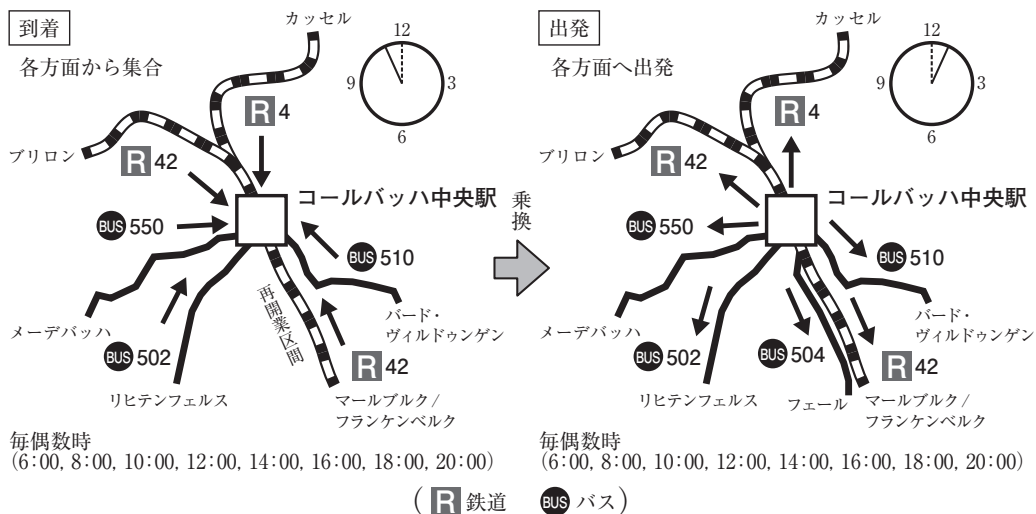 到着
各方面から集合
カッセル
12
9
3
6
R 4
ブリロン
R 42
コールバッハ中央駅
BUS 550
BUS 510
再開業区間
メーデバッハ
バード・
ヴィルドゥンゲン
BUS 502
R 42
リヒテンフェルス
マールブルク/
フランケンベルク
毎偶数時
(6:00, 8:00, 10:00, 12:00, 14:00, 16:00, 18:00, 20:00)
乗換
出発
各方面へ出発
カッセル
12
9
3
6
R 4
ブリロン
R 42
コールバッハ中央駅
BUS 550
BUS 510
メーデバッハ
バード・
ヴィルドゥンゲン
BUS 502
BUS 504
R 42
リヒテンフェルス
フェール
マールブルク/
フランケンベルク
毎偶数時
(6:00, 8:00, 10:00, 12:00, 14:00, 16:00, 18:00, 20:00)
( R 鉄道 BUS バス)